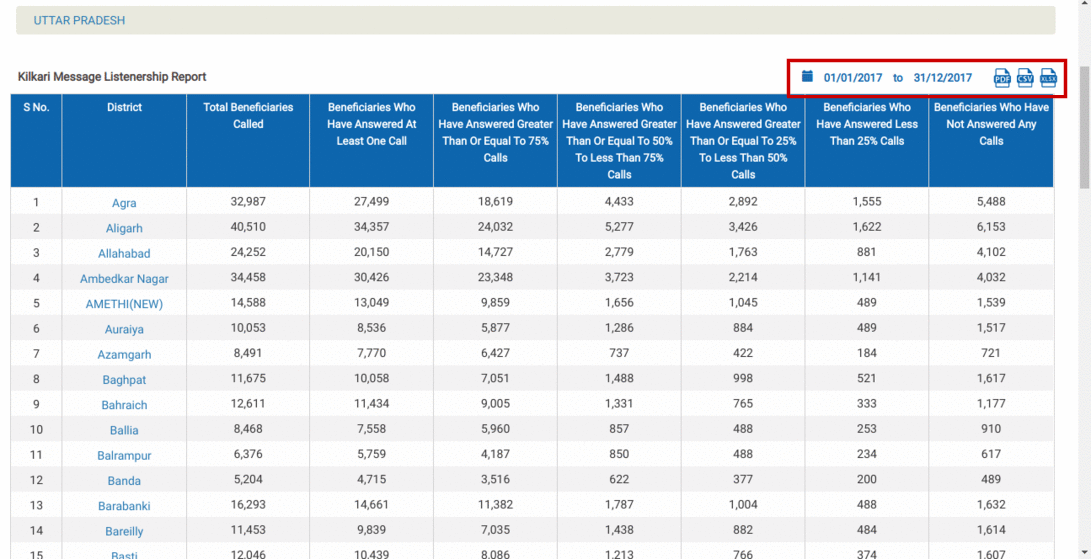 UTTAR PRADESH
Kilkari Message Listenership Report
01/01/2017 to 31/12/2017 PDF CSV XLSX
S No. District Total Beneficiaries Called Beneficiaries Who Have Answered At Least One Call Beneficiaries Who Have Answered Greater Than Or Equal To 75% Calls Beneficiaries Who Have Answered Greater Than Or Equal To 50% To Less Than 75% Calls Beneficiaries Who Have Answered Greater Than Or Equal To 25% To Less Than 50% Calls Beneficiaries Who Have Answered Less Than 25% Calls Beneficiaries Who Have Not Answered Any Calls
1 Agra 32,987 27,499 18,619 4,433 2,892 1,555 5,488
2 Aligarh 40,510 34,357 24,032 5,277 3,426 1,622 6,153
3 Allahabad 24,252 20,150 14,727 2,779 1,763 881 4,102
4 Ambedkar Nagar 34,458 30,426 23,348 3,723 2,214 1,141 4,032
5 AMETHI(NEW) 14,588 13,049 9,859 1,656 1,045 489 1,539
6 Auraiya 10,053 8,536 5,877 1,286 884 489 1,517
7 Azamgarh 8,491 7,770 6,427 737 422 184 721
8 Baghpat 11,675 10,058 7,051 1,488 998 521 1,617
9 Bahraich 12,611 11,434 9,005 1,331 765 333 1,177
10 Ballia 8,468 7,558 5,960 857 488 253 910
11 Balrampur 6,376 5,759 4,187 850 488 234 617
12 Banda 5,204 4,715 3,516 622 377 200 489
13 Barabanki 16,293 14,661 11,382 1,787 1,004 488 1,632
14 Bareilly 11,453 9,839 7,035 1,438 882 484 1,614
15 Basti 12,046 10,439 8,086 1,213 766 374 1,607